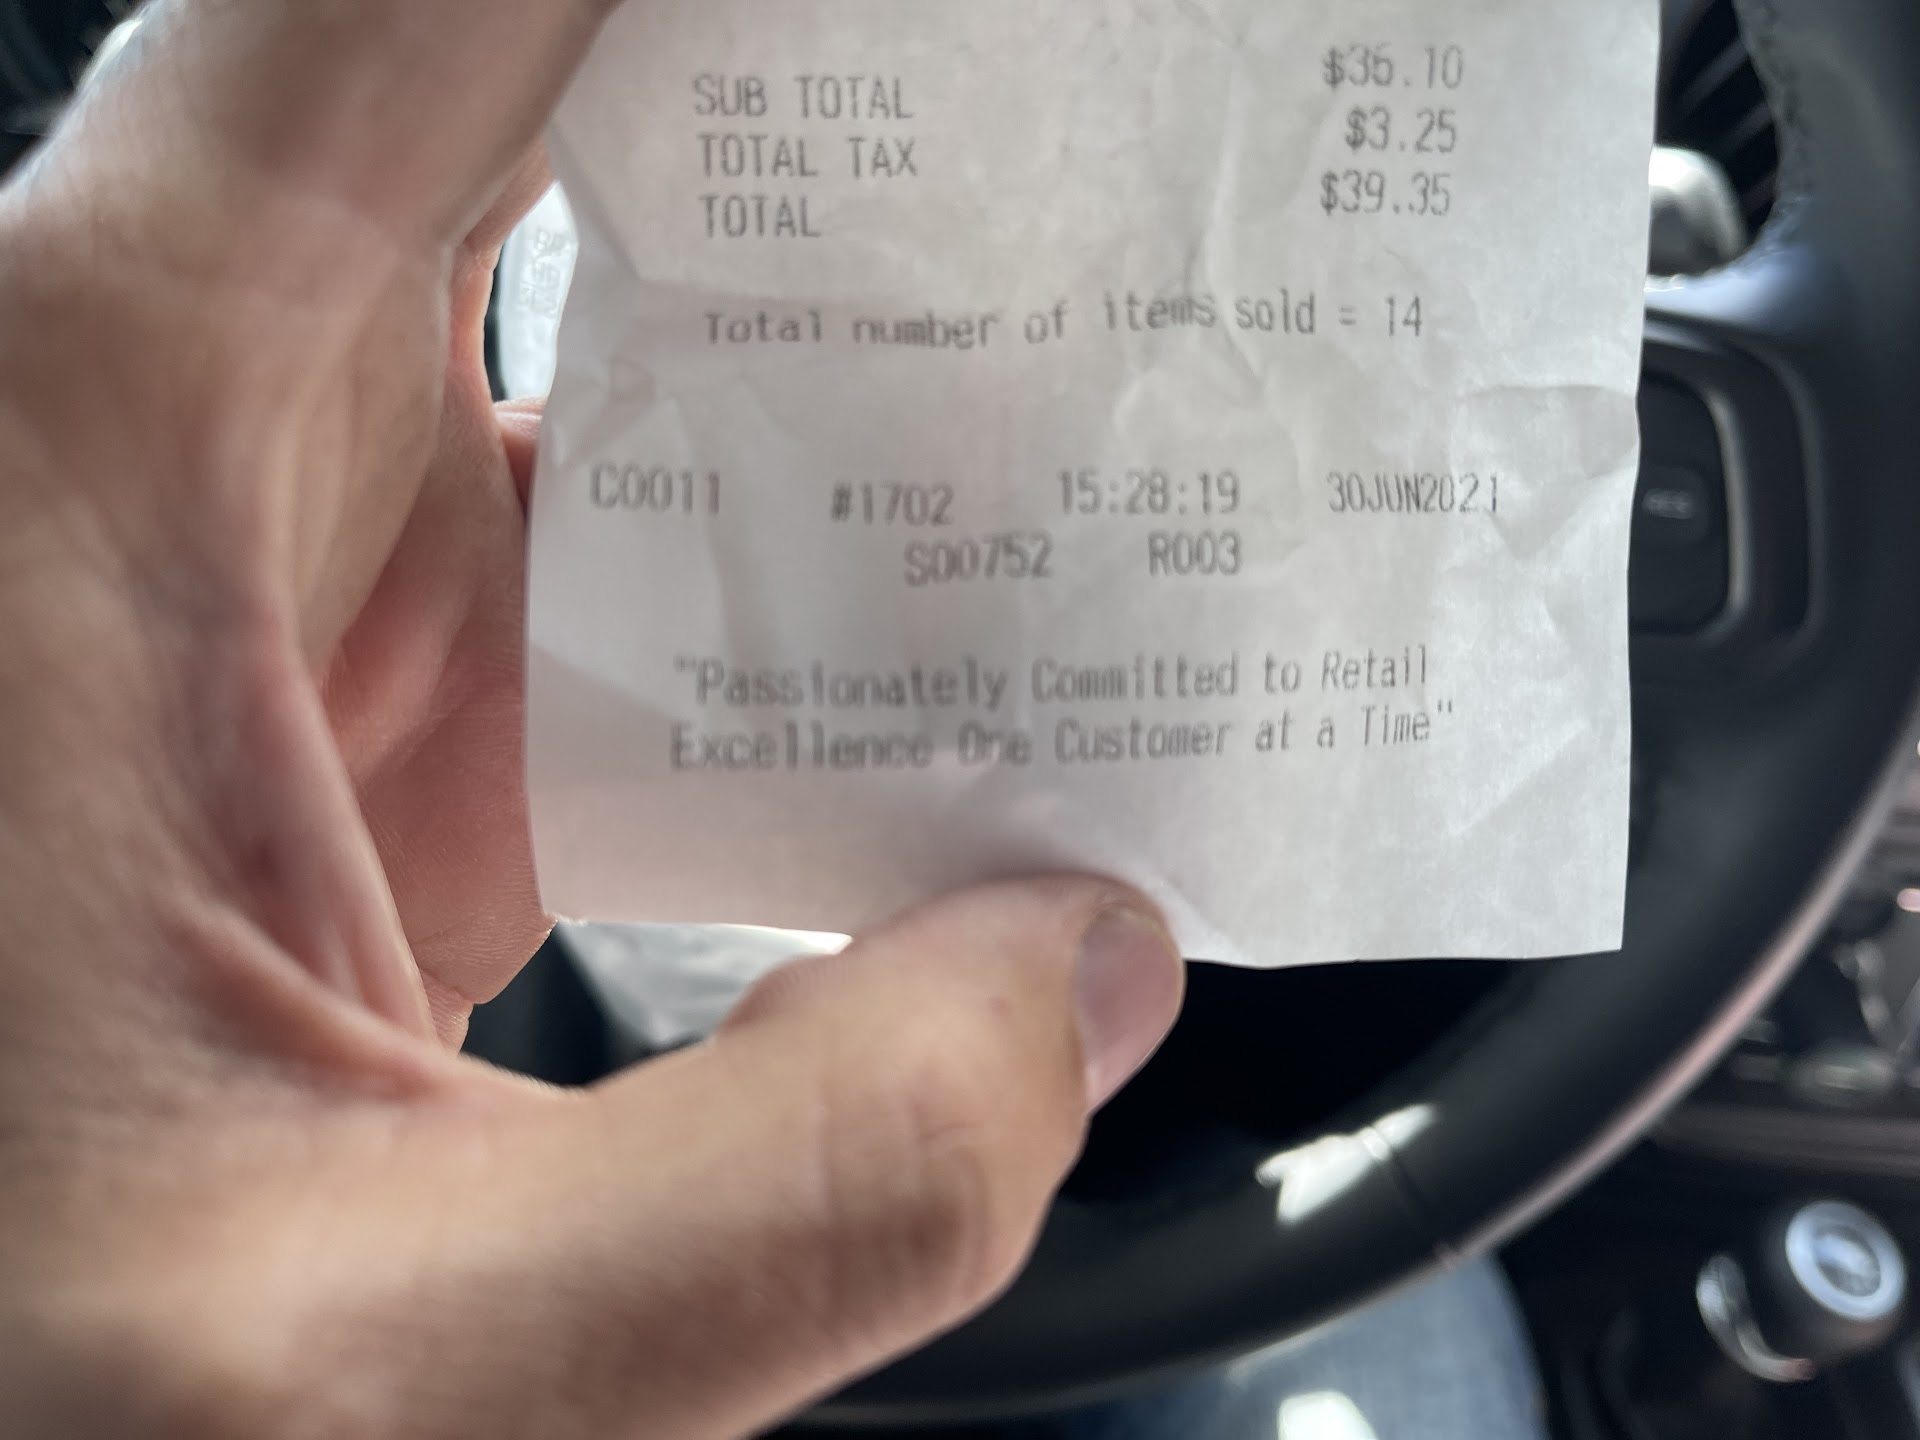 SUB TOTAL $36.10
TOTAL TAX $3.25
TOTAL $39.35
Total number of items sold = 14
C0011 #1702 15:28:19 30JUN2021
S00752 R003
"Passionately Committed to Retail
Excellence One Customer at a Time"